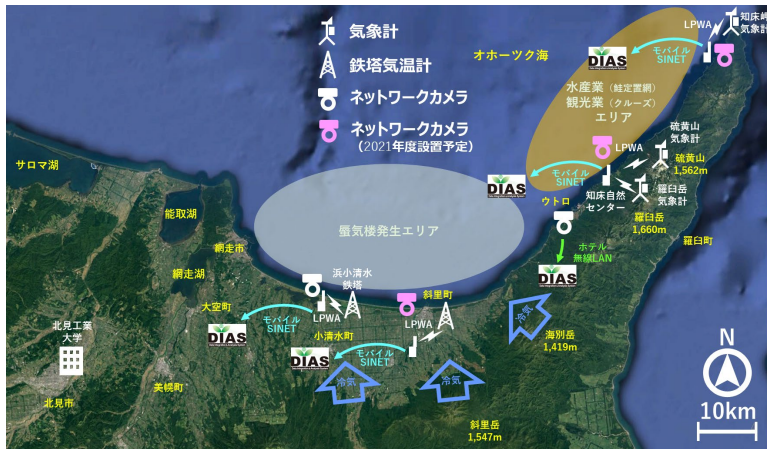 気象計
鉄塔気温計
ネットワークカメラ
ネットワークカメラ
(2021年度設置予定)
オホーツク海
LPWA
知床岬
気象計
モバイル
SINET
DIAS
水産業(鮭定置網)
観光業(クルーズ)
エリア
LPWA
硫黄山
気象計
硫黄山
1,562m
モバイル
SINET
DIAS
知床自然
センター
羅臼岳
気象計
羅臼岳
1,660m
羅臼町
ウトロ
ホテル
無線LAN
DIAS
サロマ湖
能取湖
網走市
網走湖
蜃気楼発生エリア
浜小清水
鉄塔
LPWA
斜里町
LPWA
大空町
モバイル
SINET
DIAS
小清水町
モバイル
SINET
DIAS
冷気
冷気
冷気
海別岳
1,419m
北見工業
大学
北見市
美幌町
斜里岳
1,547m
N
10km